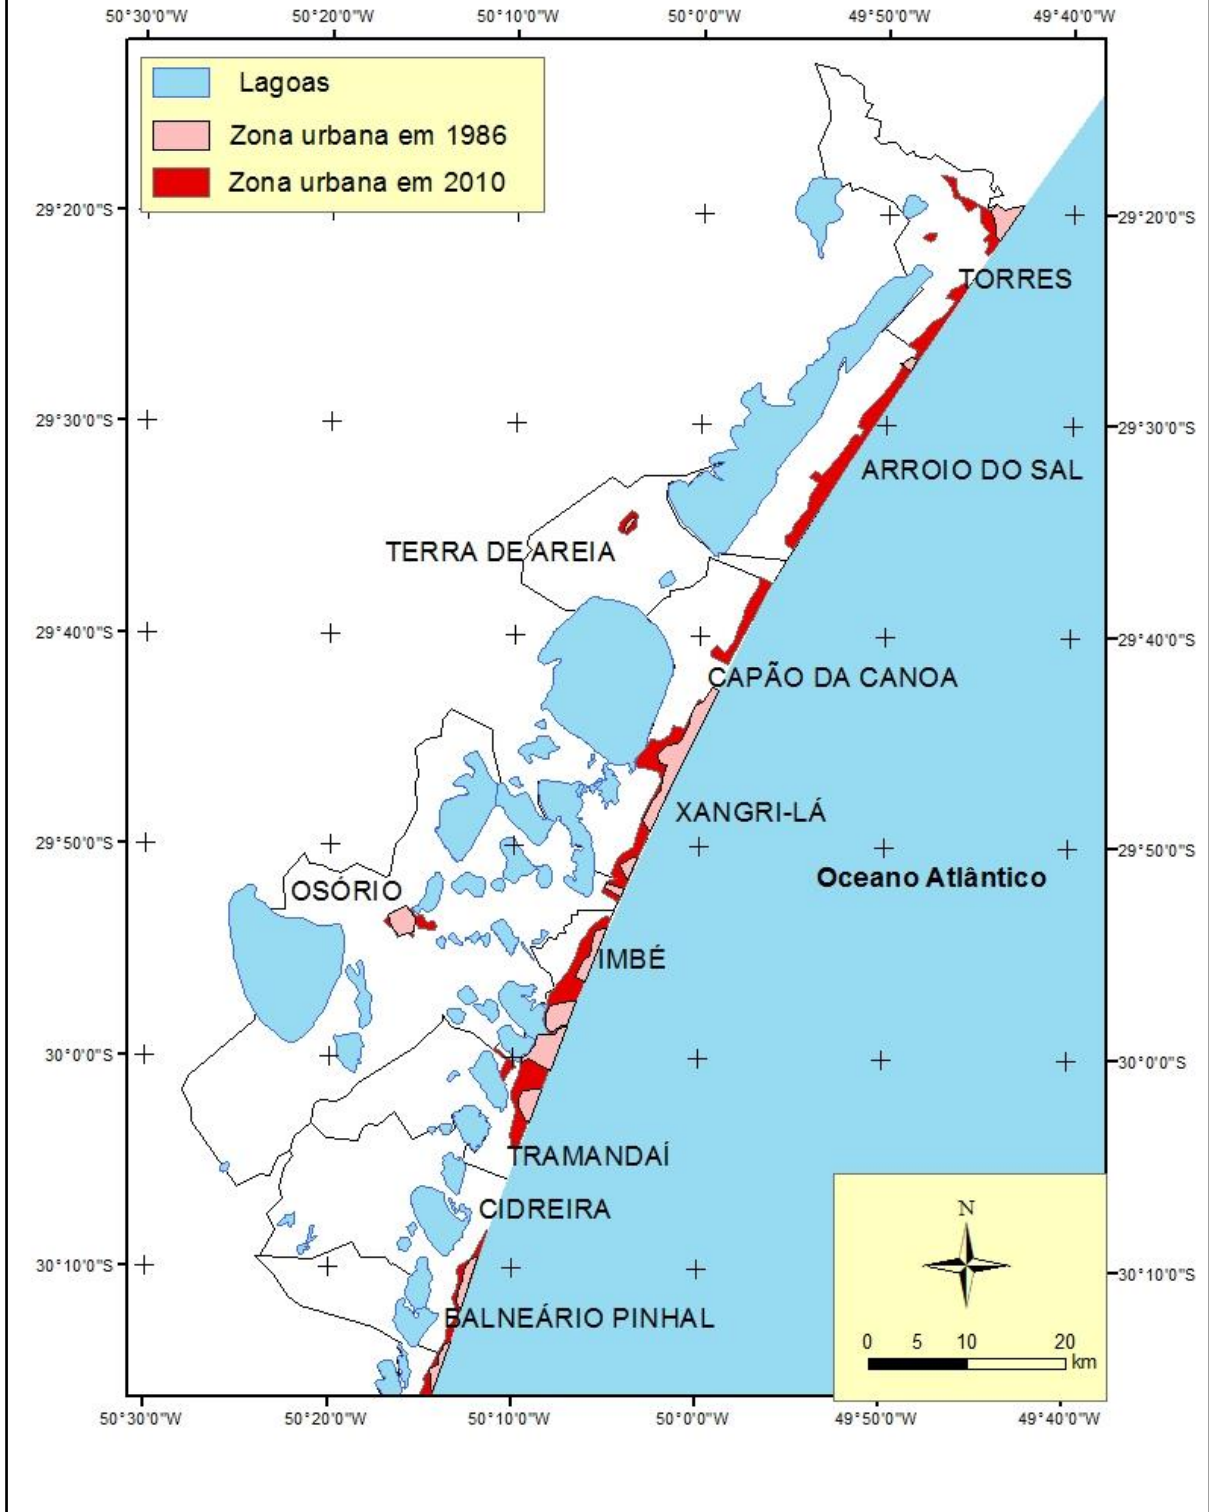 50°30'0"W 50°20'0"W 50°10'0"W 50°0'0"W 49°50'0"W 49°40'0"W
Lagoas
Zona urbana em 1986
Zona urbana em 2010
29°20'0"S 29°20'0"S
TORRES
29°30'0"S 29°30'0"S
ARROIO DO SAL
TERRA DE AREIA
29°40'0"S 29°40'0"S
CAPÃO DA CANOA
XANGRI-LÁ
29°50'0"S 29°50'0"S
Oceano Atlântico
OSÓRIO
IMBÉ
30°0'0"S 30°0'0"S
TRAMANDAÍ
CIDREIRA
N
30°10'0"S 30°10'0"S
BALNEÁRIO PINHAL
0 5 10 20
km
50°30'0"W 50°20'0"W 50°10'0"W 50°0'0"W 49°50'0"W 49°40'0"W